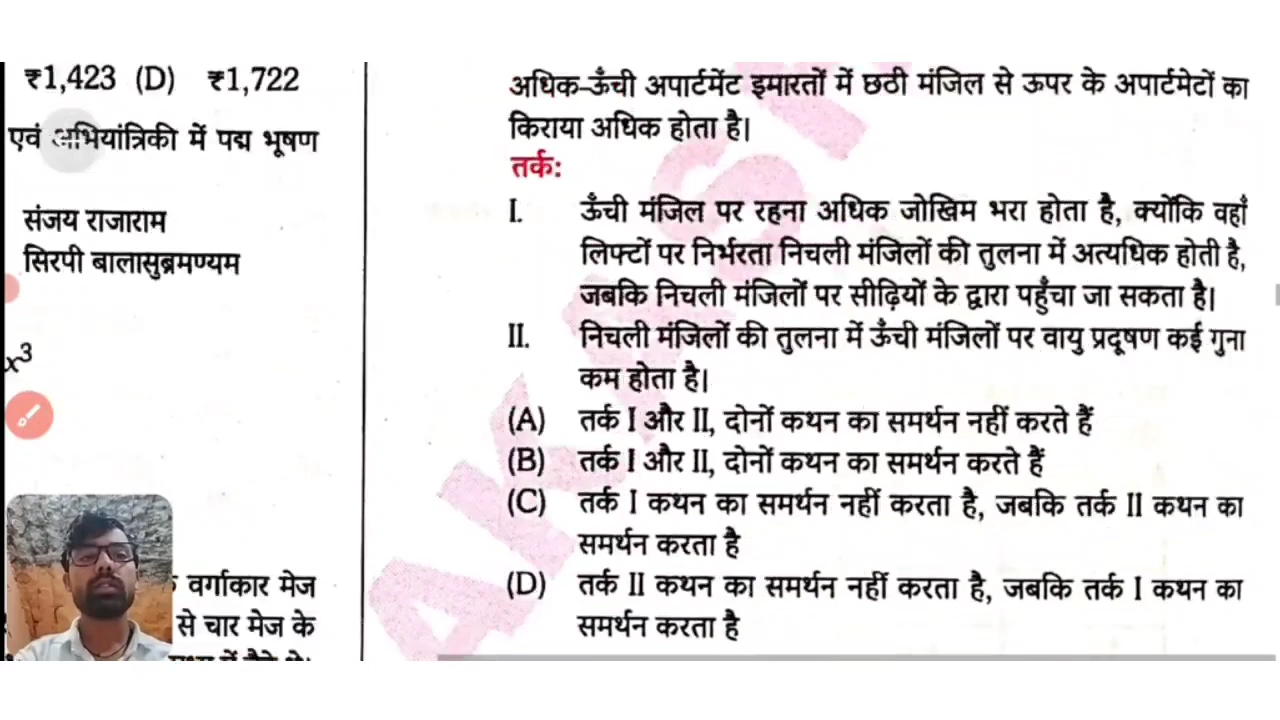 ₹1,423 (D) ₹1,722
एवं अभियांत्रिकी में पद्म भूषण
संजय राजाराम
सिरपी बालासुब्रमण्यम
x³
वर्गाकार मेज
से चार मेज के
अधिक-ऊँची अपार्टमेंट इमारतों में छठी मंजिल से ऊपर के अपार्टमेटों का
किराया अधिक होता है।
तर्क:
I. ऊँची मंजिल पर रहना अधिक जोखिम भरा होता है, क्योंकि वहाँ
लिफ्टों पर निर्भरता निचली मंजिलों की तुलना में अत्यधिक होती है,
जबकि निचली मंजिलों पर सीढ़ियों के द्वारा पहुँचा जा सकता है।
II. निचली मंजिलों की तुलना में ऊँची मंजिलों पर वायु प्रदूषण कई गुना
कम होता है।
(A) तर्क I और II, दोनों कथन का समर्थन नहीं करते हैं
(B) तर्क I और II, दोनों कथन का समर्थन करते हैं
(C) तर्क I कथन का समर्थन नहीं करता है, जबकि तर्क II कथन का
समर्थन करता है
(D) तर्क II कथन का समर्थन नहीं करता है, जबकि तर्क I कथन का
समर्थन करता है